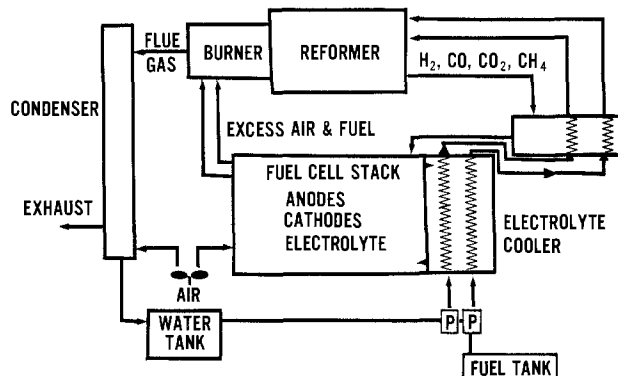 FLUE
GAS
BURNER
REFORMER
H₂, CO, CO₂, CH₄
CONDENSER
EXCESS AIR & FUEL
FUEL CELL STACK
ANODES
CATHODES
ELECTROLYTE
EXHAUST
ELECTROLYTE
COOLER
AIR
WATER
TANK
P P
FUEL TANK